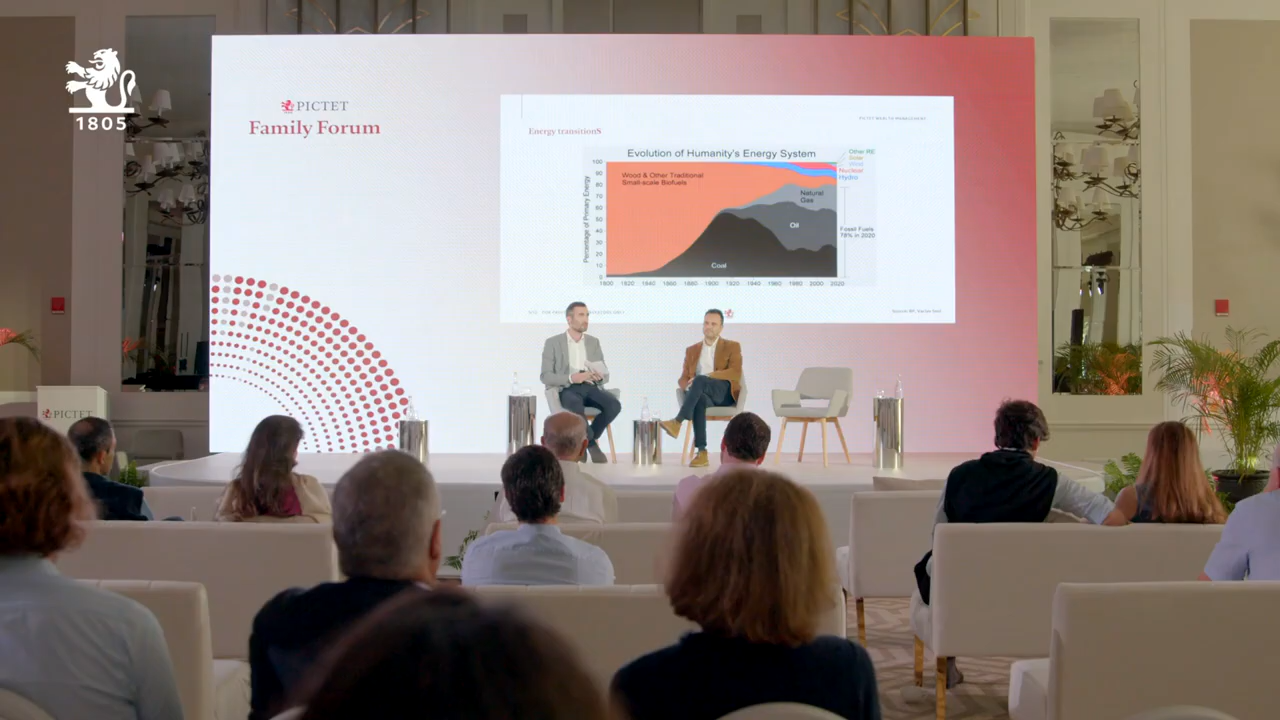 1805
PICTET
Family Forum
PICTET WEALTH MANAGEMENT
Energy transitionS
Evolution of Humanity's Energy System
Percentage of Primary Energy
100
90
80
70
60
50
40
30
20
10
0
Wood & Other Traditional
Small-scale Biofuels
Natural
Gas
Oil
Coal
Other RE
Solar
Wind
Nuclear
Hydro
Fossil Fuels
78% in 2020
1800 1820 1840 1860 1880 1900 1920 1940 1960 1980 2000 2020
PICTET